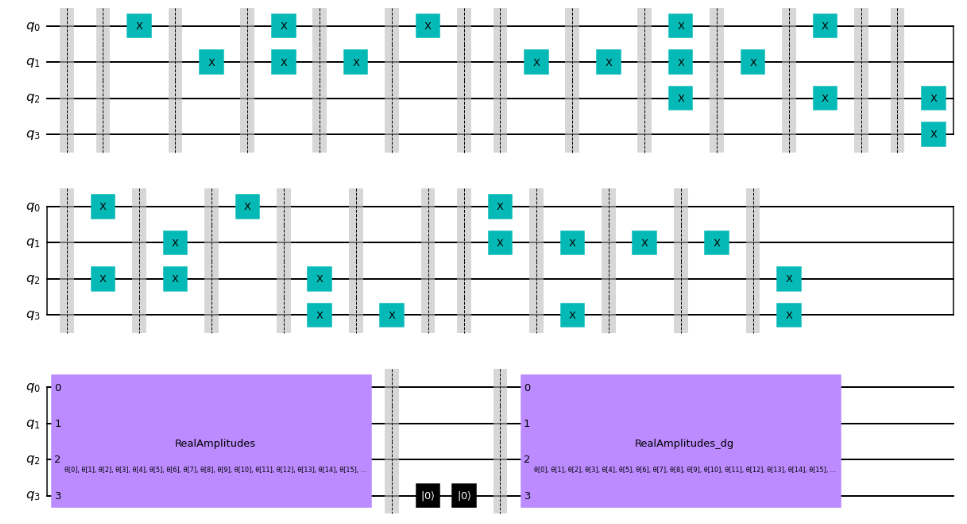 q0 X X X X X
q1 X X X X X X X
q2 X X X
q3 X
q0 X X X
q1 X X X X X
q2 X X X X
q3 X X X X
q0 0 0
q1 1 1
RealAmplitudes RealAmplitudes_dg
q2 2 2
θ[0], θ[1], θ[2], θ[3], θ[4], θ[5], θ[6], θ[7], θ[8], θ[9], θ[10], θ[11], θ[12], θ[13], θ[14], θ[15], ... θ[0], θ[1], θ[2], θ[3], θ[4], θ[5], θ[6], θ[7], θ[8], θ[9], θ[10], θ[11], θ[12], θ[13], θ[14], θ[15], ...
q3 3 |0⟩ |0⟩ 3